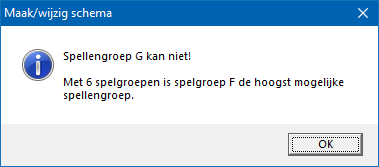 Maak/wijzig schema
Spellengroep G kan niet!
Met 6 spelgroepen is spelgroep F de hoogst mogelijke
spellengroep.
OK